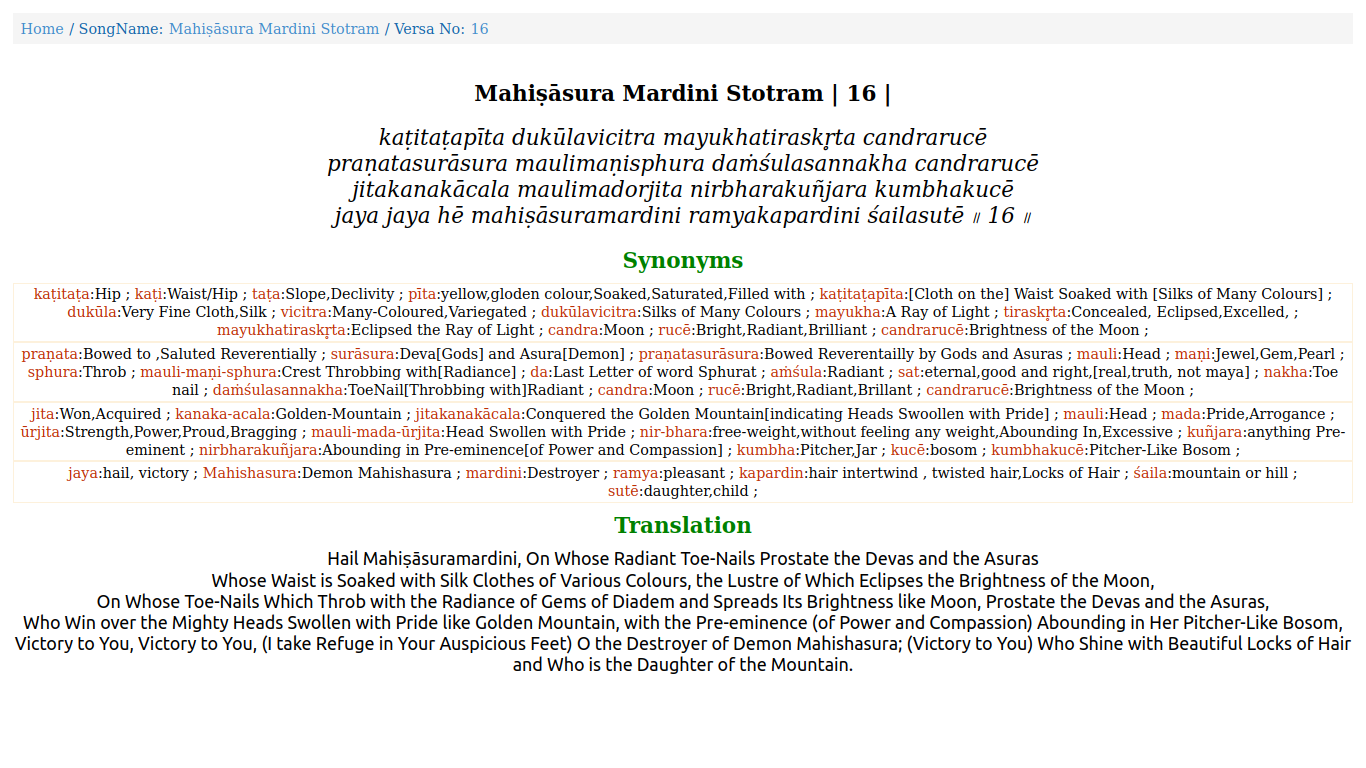 Home / SongName: Mahiṣāsura Mardini Stotram / Versa No: 16
Mahiṣāsura Mardini Stotram | 16 |
kaṭitaṭapīta dukūlavicitra mayukhatiraskr̥ta candrarucē
praṇatasurāsura maulimaṇisphura daṁśulasannakha candrarucē
jitakanakācala maulimadorjita nirbharakuñjara kumbhakucē
jaya jaya hē mahiṣāsuramardini ramyakapardini śailasutē ॥ 16 ॥
Synonyms
kaṭitaṭa:Hip ; kaṭi:Waist/Hip ; taṭa:Slope,Declivity ; pīta:yellow,gloden colour,Soaked,Saturated,Filled with ; kaṭitaṭapīta:[Cloth on the] Waist Soaked with [Silks of Many Colours] ;
dukūla:Very Fine Cloth,Silk ; vicitra:Many-Coloured,Variegated ; dukūlavicitra:Silks of Many Colours ; mayukha:A Ray of Light ; tiraskr̥ta:Concealed, Eclipsed,Excelled, ;
mayukhatiraskr̥ta:Eclipsed the Ray of Light ; candra:Moon ; rucē:Bright,Radiant,Brilliant ; candrarucē:Brightness of the Moon ;
praṇata:Bowed to ,Saluted Reverentially ; surāsura:Deva[Gods] and Asura[Demon] ; praṇatasurāsura:Bowed Reverentailly by Gods and Asuras ; mauli:Head ; maṇi:Jewel,Gem,Pearl ;
sphura:Throb ; mauli-maṇi-sphura:Crest Throbbing with[Radiance] ; da:Last Letter of word Sphurat ; aṁśula:Radiant ; sat:eternal,good and right,[real,truth, not maya] ; nakha:Toe
nail ; daṁśulasannakha:ToeNail[Throbbing with]Radiant ; candra:Moon ; rucē:Bright,Radiant,Brillant ; candrarucē:Brightness of the Moon ;
jita:Won,Acquired ; kanaka-acala:Golden-Mountain ; jitakanakācala:Conquered the Golden Mountain[indicating Heads Swoollen with Pride] ; mauli:Head ; mada:Pride,Arrogance ;
ūrjita:Strength,Power,Proud,Bragging ; mauli-mada-ūrjita:Head Swollen with Pride ; nir-bhara:free-weight,without feeling any weight,Abounding In,Excessive ; kuñjara:anything Pre-
eminent ; nirbharakuñjara:Abounding in Pre-eminence[of Power and Compassion] ; kumbha:Pitcher,Jar ; kucē:bosom ; kumbhakucē:Pitcher-Like Bosom ;
jaya:hail, victory ; Mahishasura:Demon Mahishasura ; mardini:Destroyer ; ramya:pleasant ; kapardin:hair intertwind , twisted hair,Locks of Hair ; śaila:mountain or hill ;
sutē:daughter,child ;
Translation
Hail Mahiṣāsuramardini, On Whose Radiant Toe-Nails Prostate the Devas and the Asuras
Whose Waist is Soaked with Silk Clothes of Various Colours, the Lustre of Which Eclipses the Brightness of the Moon,
On Whose Toe-Nails Which Throb with the Radiance of Gems of Diadem and Spreads Its Brightness like Moon, Prostate the Devas and the Asuras,
Who Win over the Mighty Heads Swollen with Pride like Golden Mountain, with the Pre-eminence (of Power and Compassion) Abounding in Her Pitcher-Like Bosom,
Victory to You, Victory to You, (I take Refuge in Your Auspicious Feet) O the Destroyer of Demon Mahishasura; (Victory to You) Who Shine with Beautiful Locks of Hair
and Who is the Daughter of the Mountain.